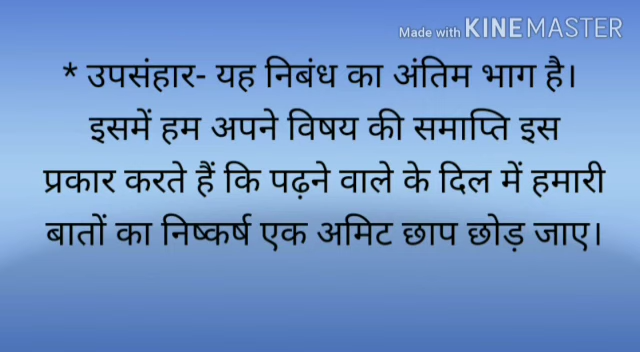 Made with KINEMASTER
* उपसंहार- यह निबंध का अंतिम भाग है।
इसमें हम अपने विषय की समाप्ति इस
प्रकार करते हैं कि पढ़ने वाले के दिल में हमारी
बातों का निष्कर्ष एक अमिट छाप छोड़ जाए।